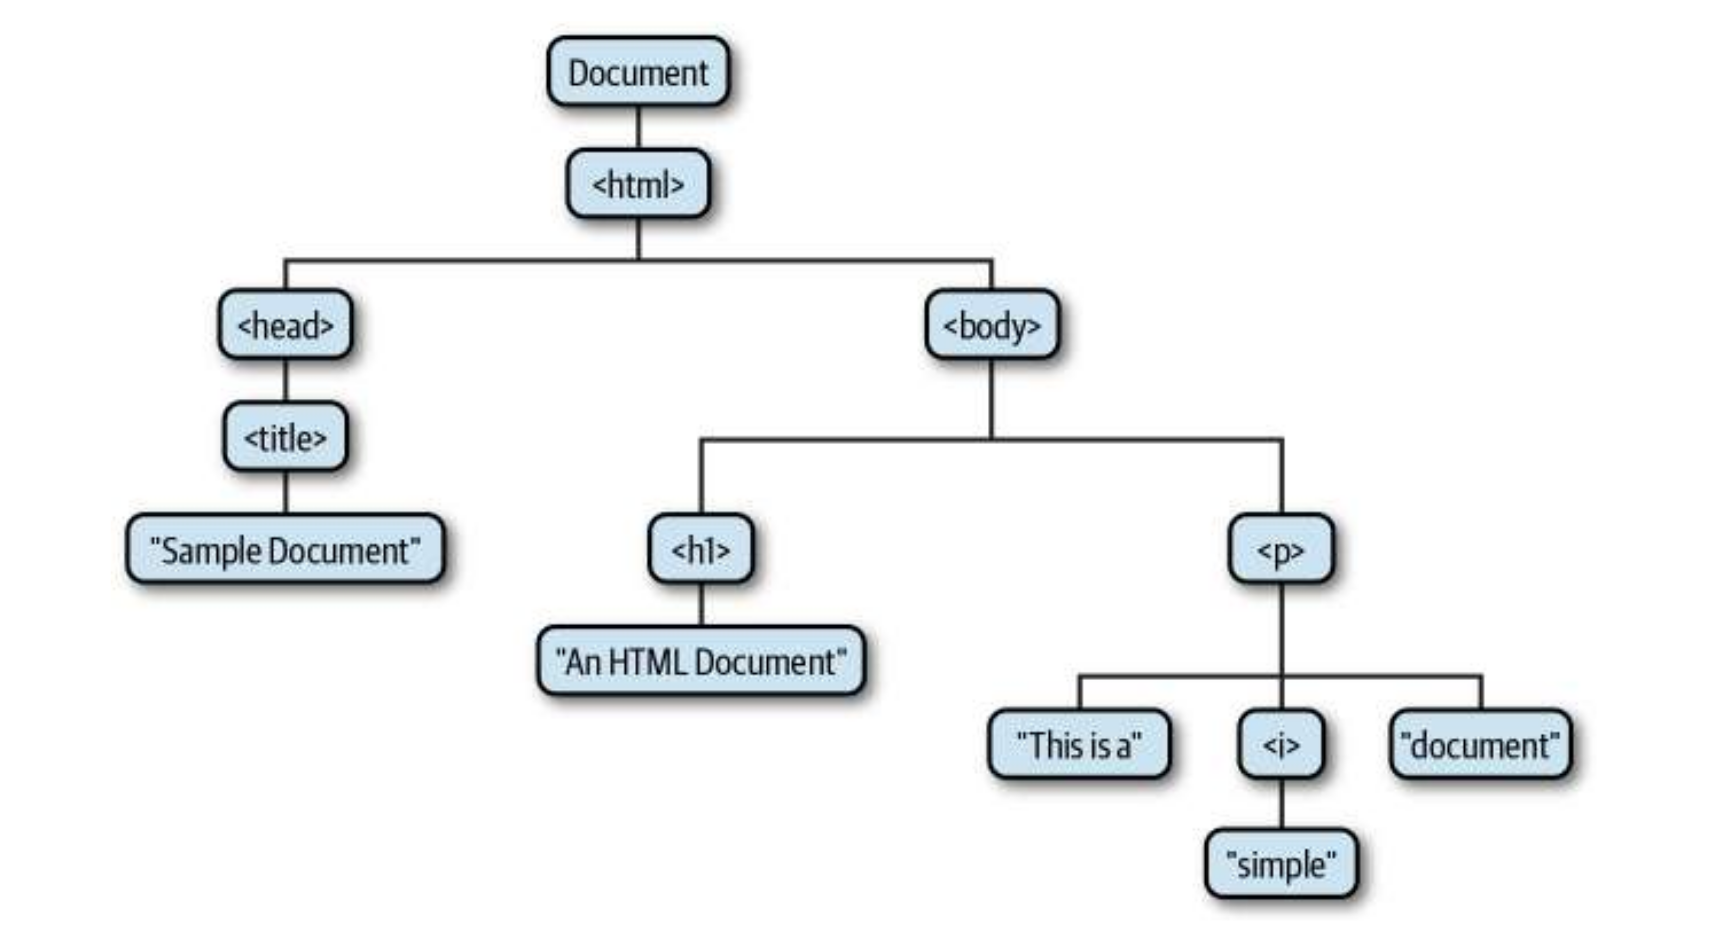 Document
<html>
<head>
<body>
<title>
"Sample Document"
<h1>
<p>
"An HTML Document"
"This is a"
<i>
"document"
"simple"